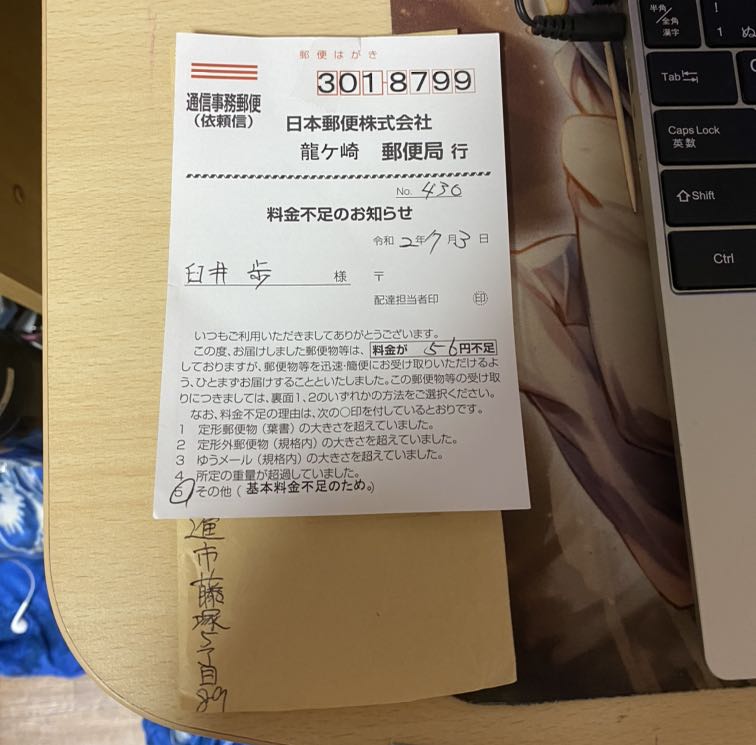 郵便はがき
3018799
通信事務郵便
(依頼信)
日本郵便株式会社
龍ケ崎 郵便局 行
No. 430
料金不足のお知らせ
令和 2年 7月 3日
臼井 歩 様 〒
配達担当者印 印
いつもご利用いただきましてありがとうございます。
この度、お届けしました郵便物等は、料金が 56円不足
しておりますが、郵便物等を迅速・簡便にお受け取りいただけるよ
う、ひとまずお届けすることといたしました。この郵便物等の受け取
りにつきましては、裏面1、2のいずれかの方法をご選択ください。
なお、料金不足の理由は、次の○印を付しているとおりです。
1 定形郵便物(葉書)の大きさを超えていました。
2 定形外郵便物(規格内)の大きさを超えていました。
3 ゆうメール(規格内)の大きさを超えていました。
4 所定の重量が超過していました。
5 その他(基本料金不足のため。)
市藤塚5丁目
半角/全角
漢字
!
1 ぬ
Tab
Caps Lock
英数
Shift
Ctrl